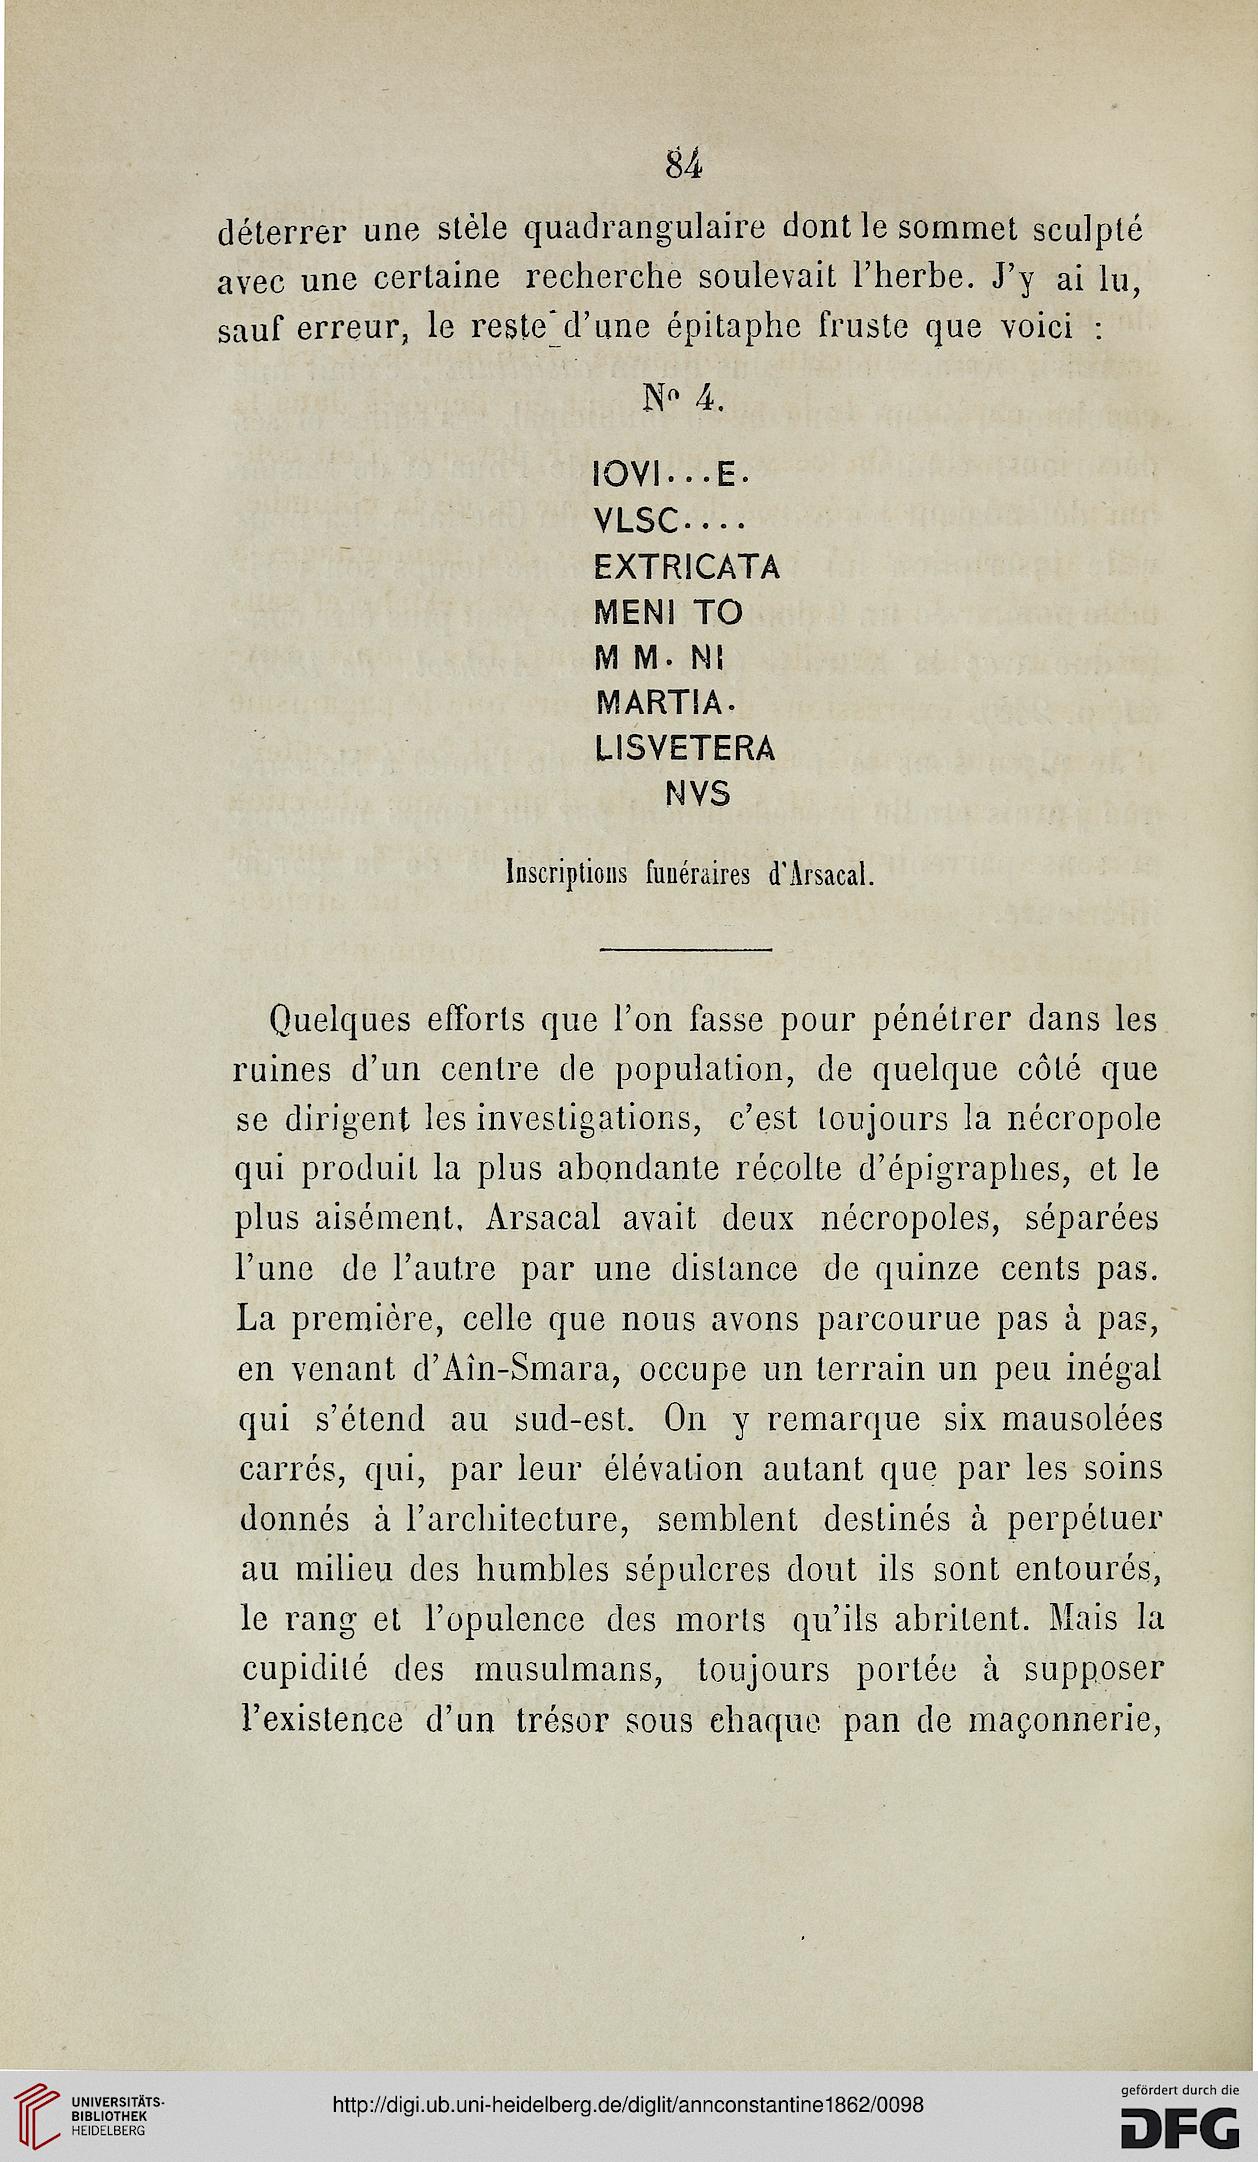 84
déterrer une stèle quadrangulaire dont le sommet sculpté
avec une certaine recherche soulevait l'herbe. J'y ai lu,
sauf erreur, le reste d'une épitaphe fruste que voici :
No 4.
IOVI...E.
VLSC....
EXTRICATA
MENI TO
M M. NI
MARTIA.
LISVETERA
NVS
Inscriptions funéraires d'Arsacal.
Quelques efforts que l'on fasse pour pénétrer dans les
ruines d'un centre de population, de quelque côté que
se dirigent les investigations, c'est toujours la nécropole
qui produit la plus abondante récolte d'épigraphes, et le
plus aisément. Arsacal avait deux nécropoles, séparées
l'une de l'autre par une distance de quinze cents pas.
La première, celle que nous avons parcourue pas à pas,
en venant d'Aîn-Smara, occupe un terrain un peu inégal
qui s'étend au sud-est. On y remarque six mausolées
carrés, qui, par leur élévation autant que par les soins
donnés à l'architecture, semblent destinés à perpétuer
au milieu des humbles sépulcres dout ils sont entourés,
le rang et l'opulence des morts qu'ils abritent. Mais la
cupidité des musulmans, toujours portée à supposer
l'existence d'un trésor sous chaque pan de maçonnerie,
UNIVERSITÄTS-
BIBLIOTHEK
HEIDELBERG
http://digi.ub.uni-heidelberg.de/diglit/annconstantine1862/0098
gefördert durch die
DFG